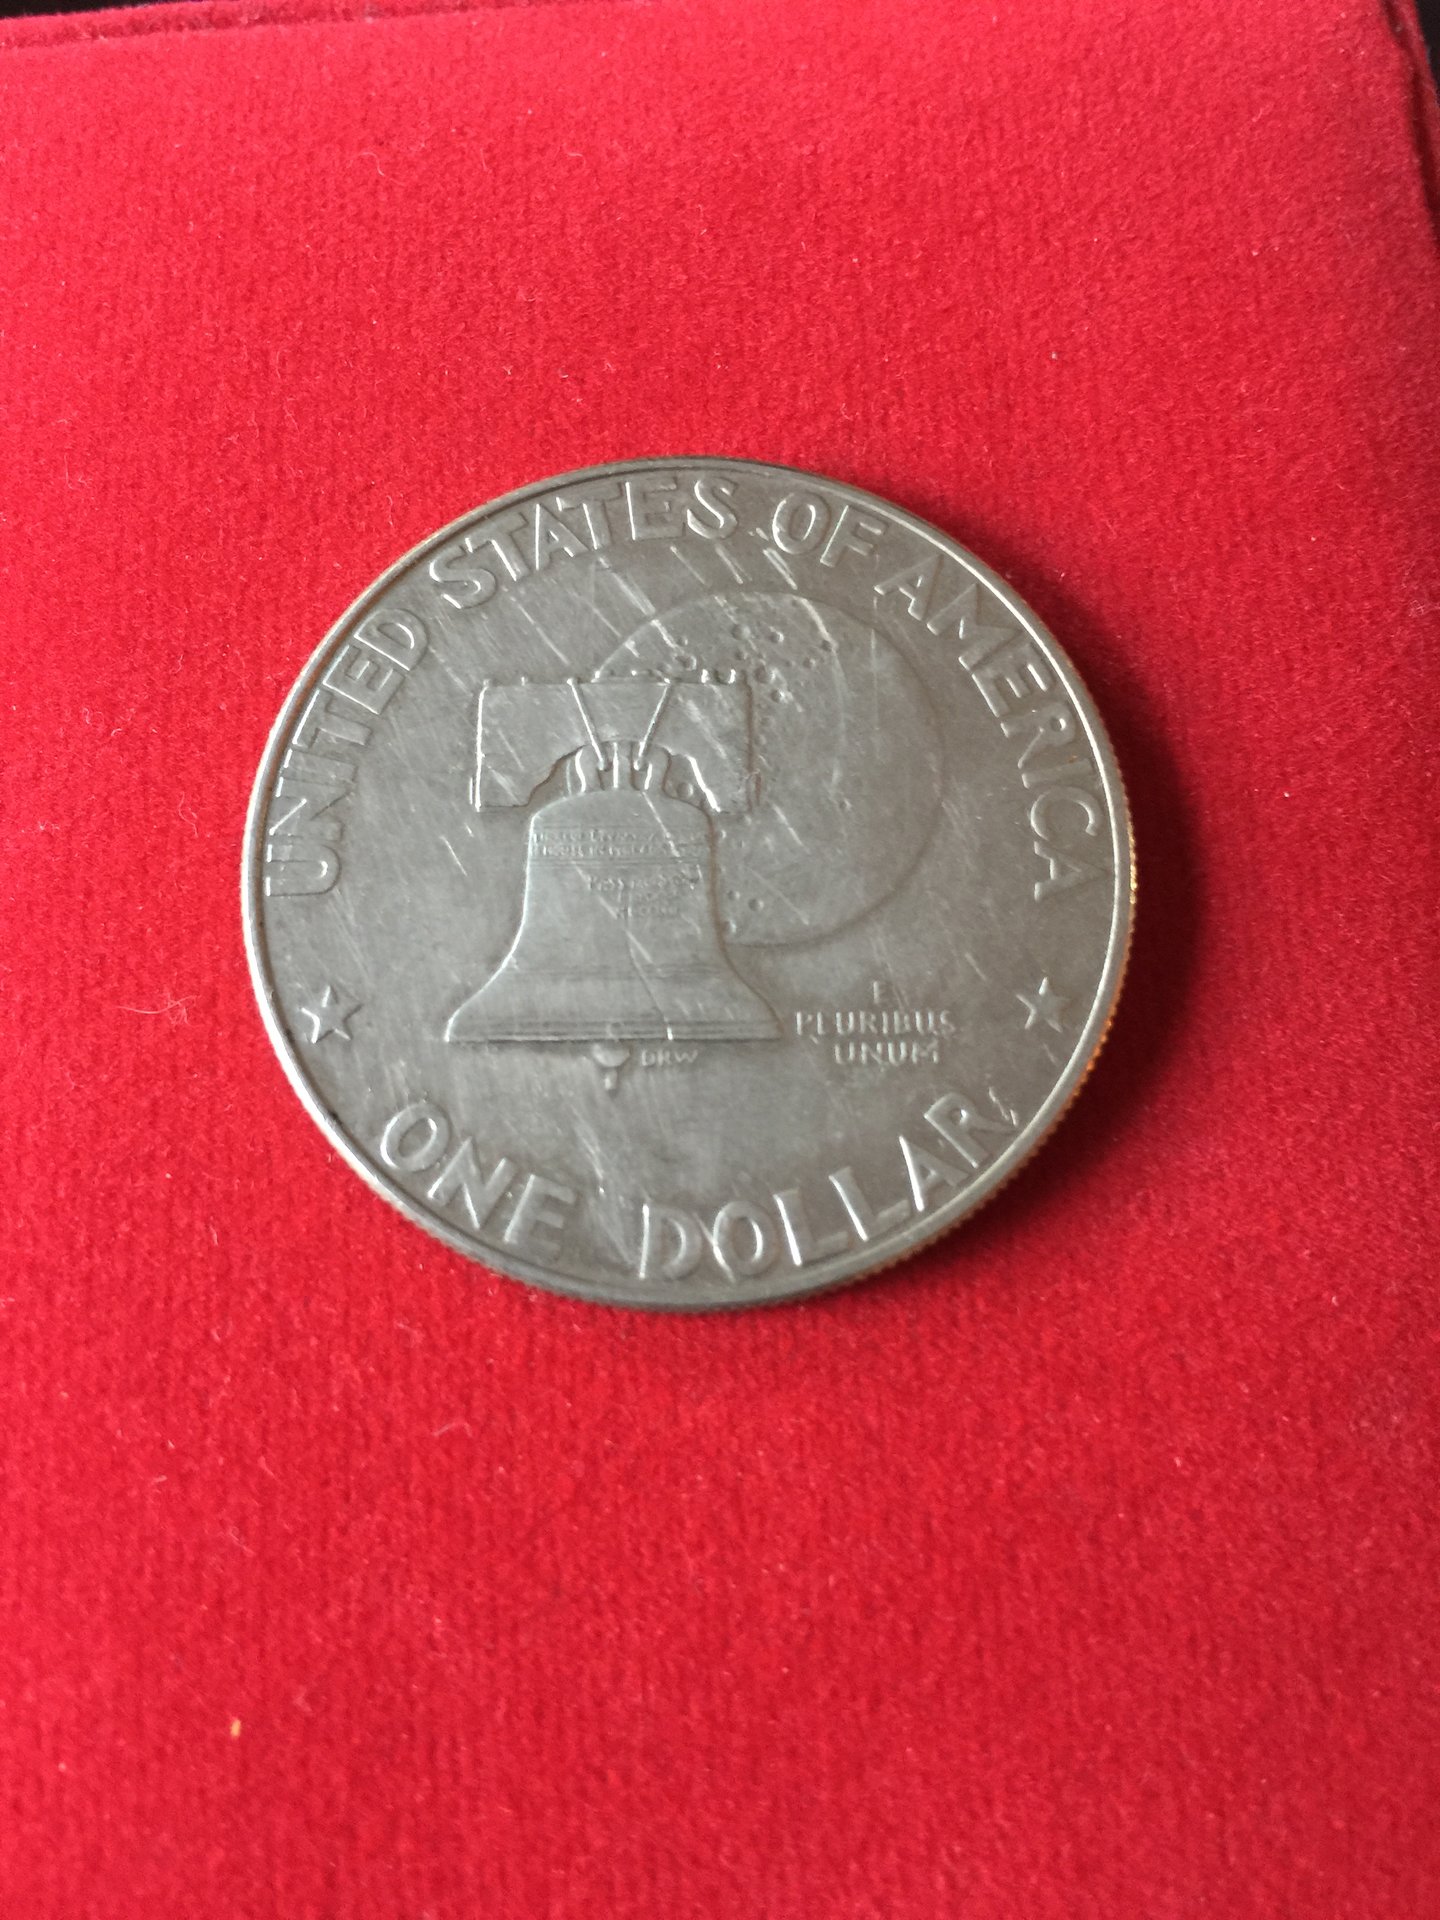 UNITED STATES OF AMERICA
E
PLURIBUS
UNUM
DRW
ONE DOLLAR